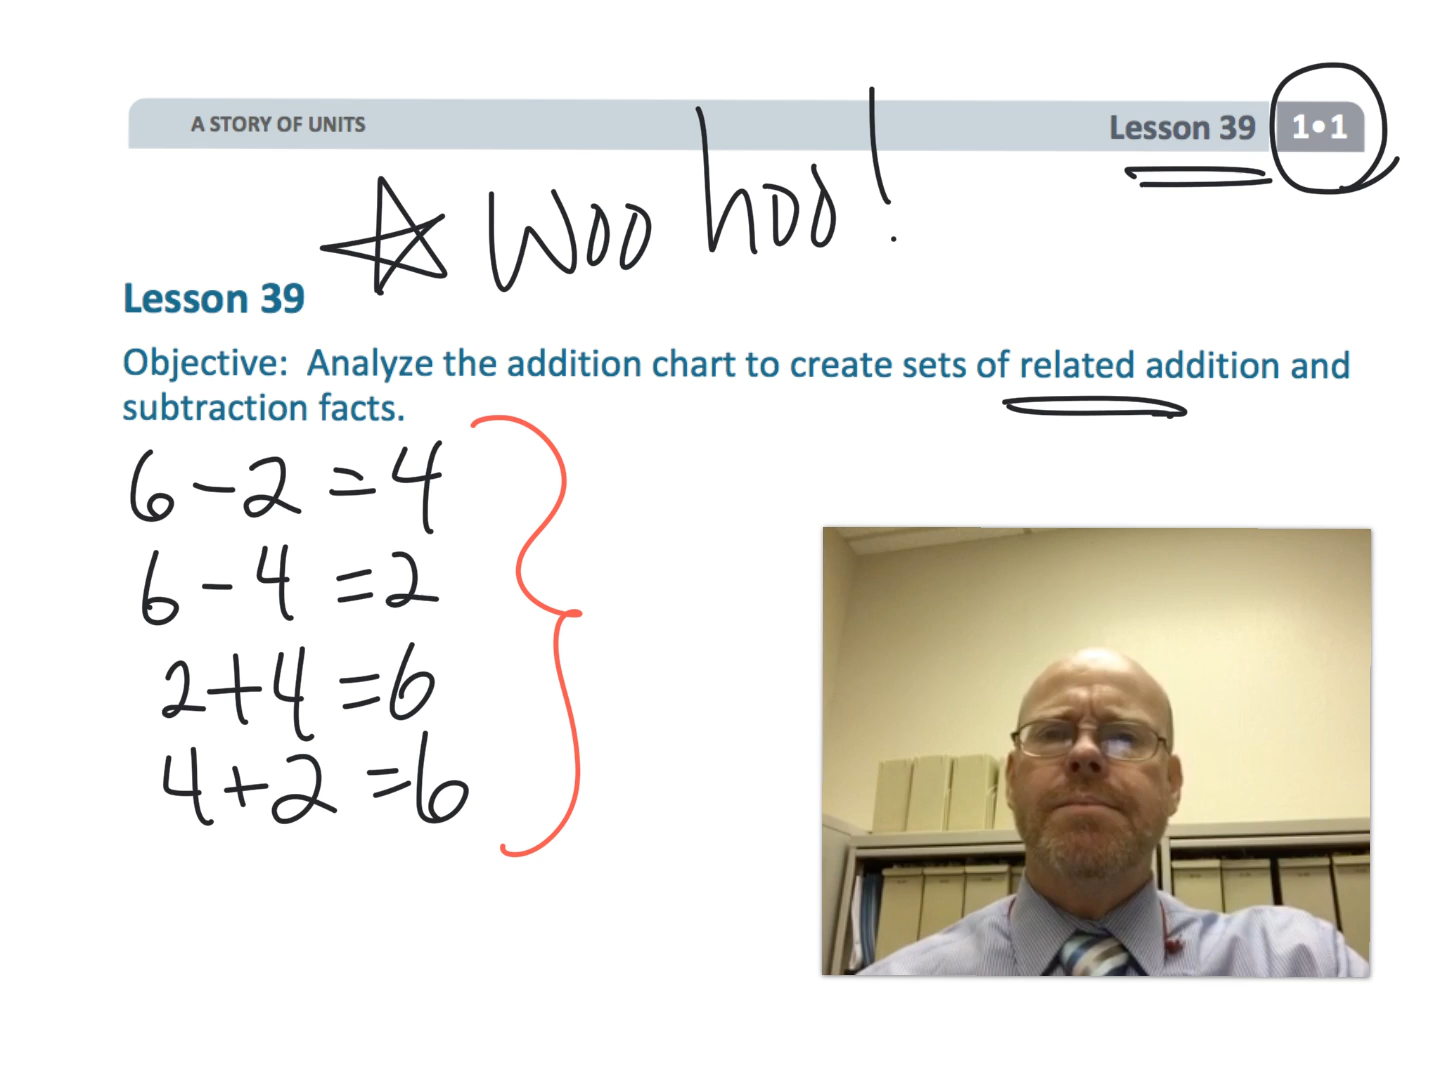 A STORY OF UNITS Lesson 39 1•1
Woo hoo!
Lesson 39
Objective: Analyze the addition chart to create sets of related addition and
subtraction facts.
6 - 2 = 4
6 - 4 = 2
2 + 4 = 6
4 + 2 = 6